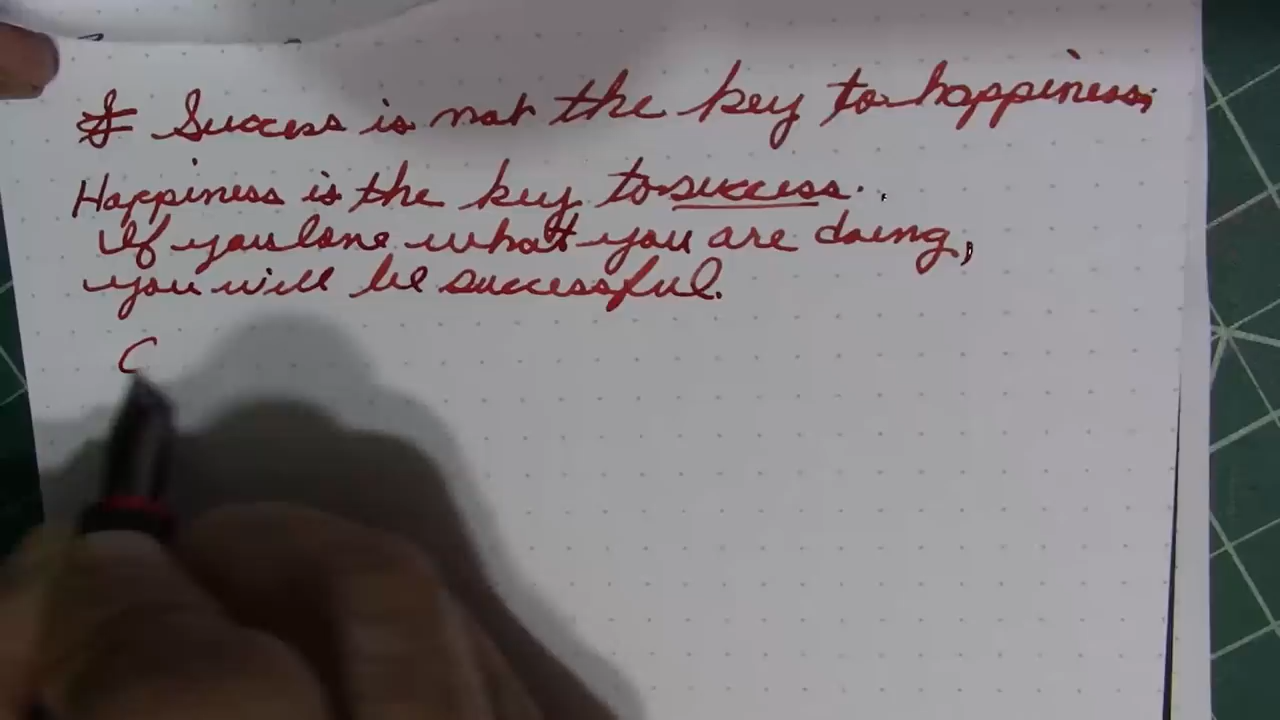 Success is not the key to happiness;
Happiness is the key to success.
If you love what you are doing,
you will be successful.
C